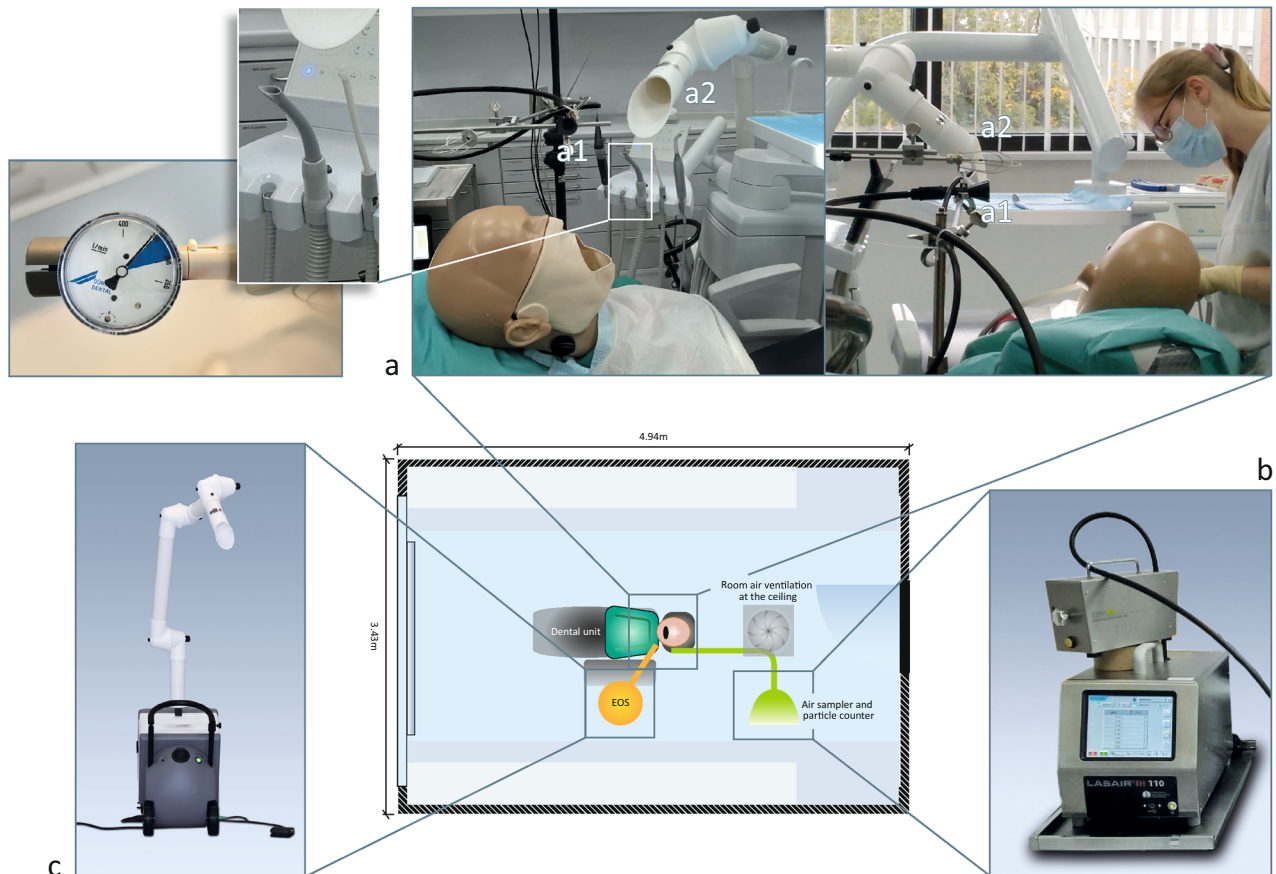 400
l/min
DENTAL
a2
a1
a2
a1
a
4.94m
b
3.43m
Room air ventilation
at the ceiling
Dental unit
EOS
Air sampler and
particle counter
LASAIR III 110
c